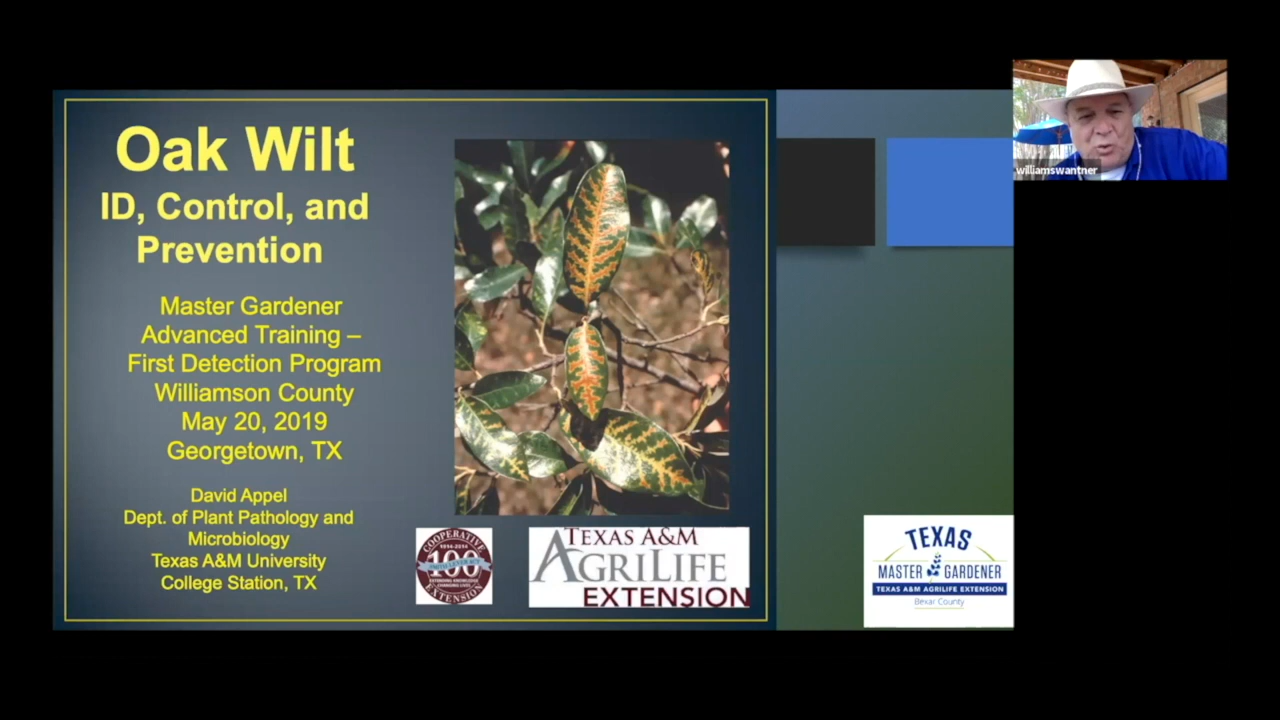 Oak Wilt
ID, Control, and
Prevention
Master Gardener
Advanced Training –
First Detection Program
Williamson County
May 20, 2019
Georgetown, TX
David Appel
Dept. of Plant Pathology and
Microbiology
Texas A&M University
College Station, TX
COOPERATIVE
1914-2014
100
EXTENSION
TEXAS A&M
AGRILIFE
EXTENSION
williamswantner
TEXAS
MASTER GARDENER
TEXAS A&M AGRILIFE EXTENSION
Bexar County